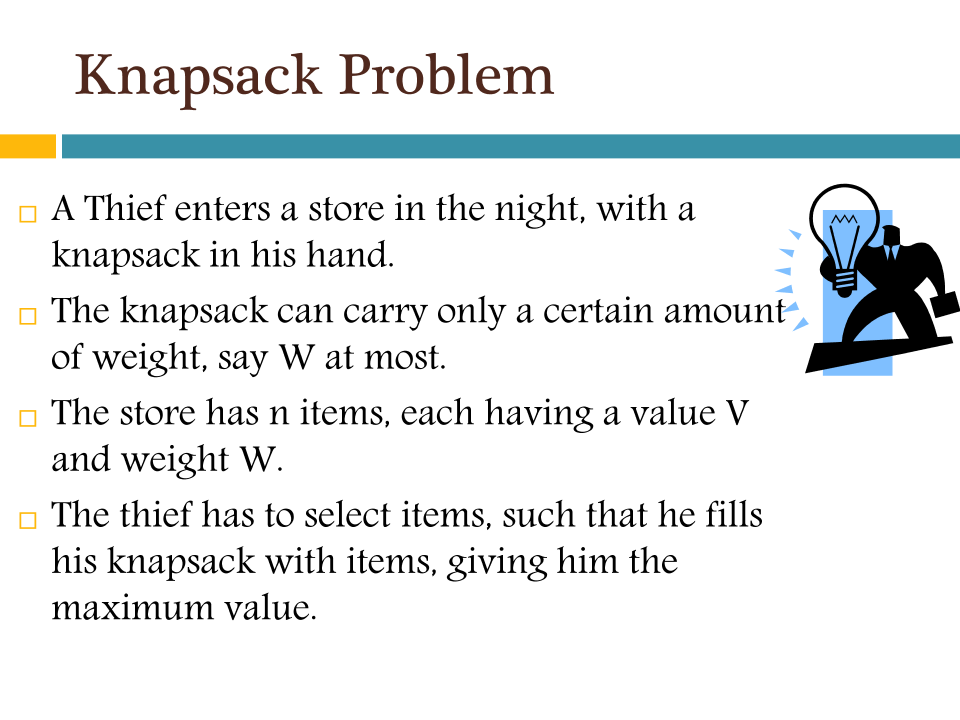 Knapsack Problem
A Thief enters a store in the night, with a
knapsack in his hand.
The knapsack can carry only a certain amount
of weight, say W at most.
The store has n items, each having a value V
and weight W.
The thief has to select items, such that he fills
his knapsack with items, giving him the
maximum value.